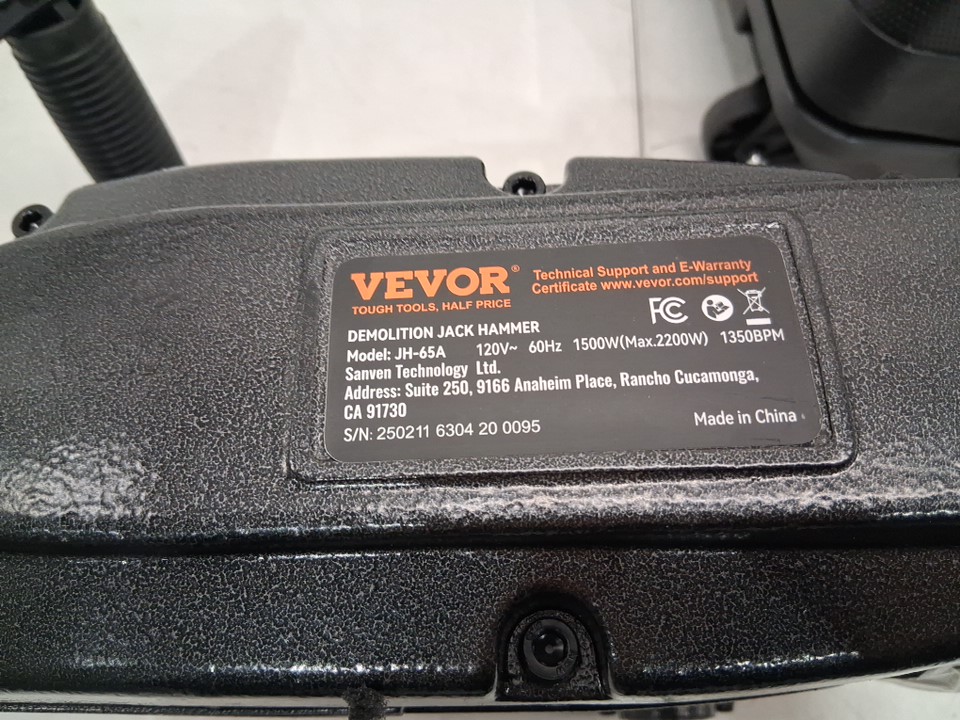 VEVOR®
TOUGH TOOLS, HALF PRICE
Technical Support and E-Warranty
Certificate www.vevor.com/support
FC
DEMOLITION JACK HAMMER
Model: JH-65A 120V~ 60Hz 1500W(Max.2200W) 1350BPM
Sanven Technology Ltd.
Address: Suite 250, 9166 Anaheim Place, Rancho Cucamonga,
CA 91730
S/N: 250211 6304 20 0095
Made in China